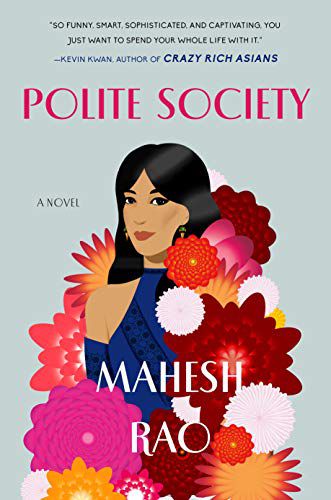 "SO FUNNY, SMART, SOPHISTICATED, AND CAPTIVATING, YOU
JUST WANT TO SPEND YOUR WHOLE LIFE WITH IT."
—KEVIN KWAN, AUTHOR OF CRAZY RICH ASIANS
POLITE SOCIETY
A NOVEL
MAHESH
RAO